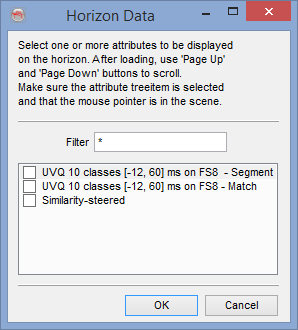 Horizon Data
Select one or more attributes to be displayed
on the horizon. After loading, use 'Page Up'
and 'Page Down' buttons to scroll.
Make sure the attribute treeitem is selected
and that the mouse pointer is in the scene.
Filter *
UVQ 10 classes [-12, 60] ms on FS8  - Segment
UVQ 10 classes [-12, 60] ms on FS8 - Match
Similarity-steered
OK Cancel